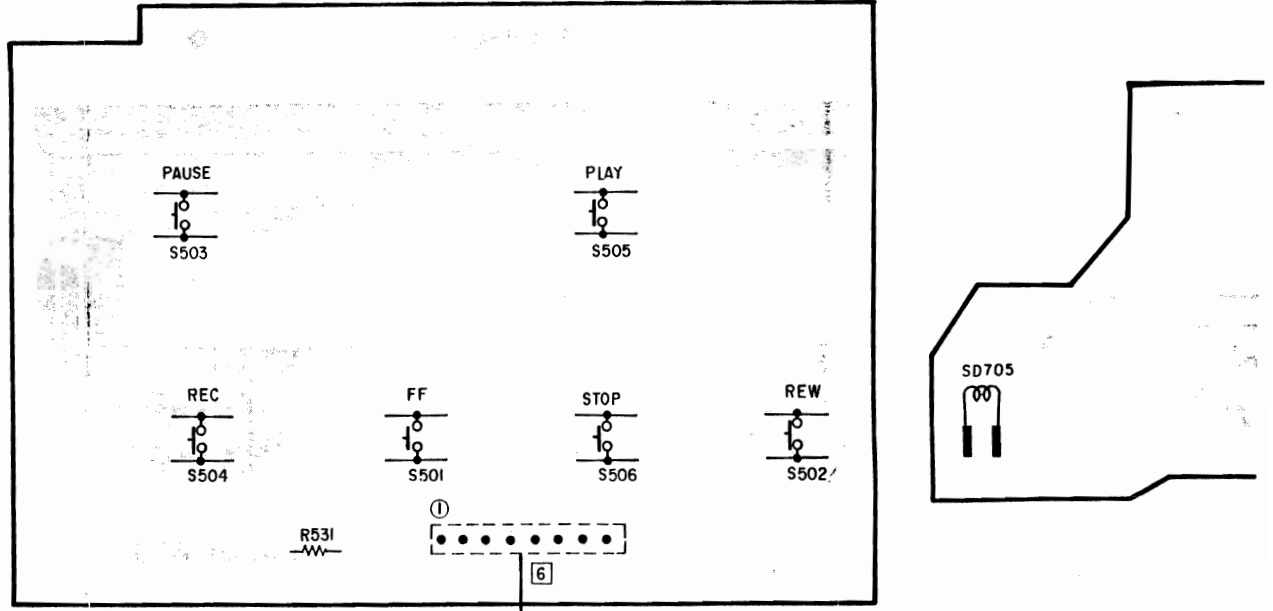 PAUSE
PLAY
S503
S505
SD705
REC
FF
STOP
REW
S504
S501
S506
S502
1
R531
6